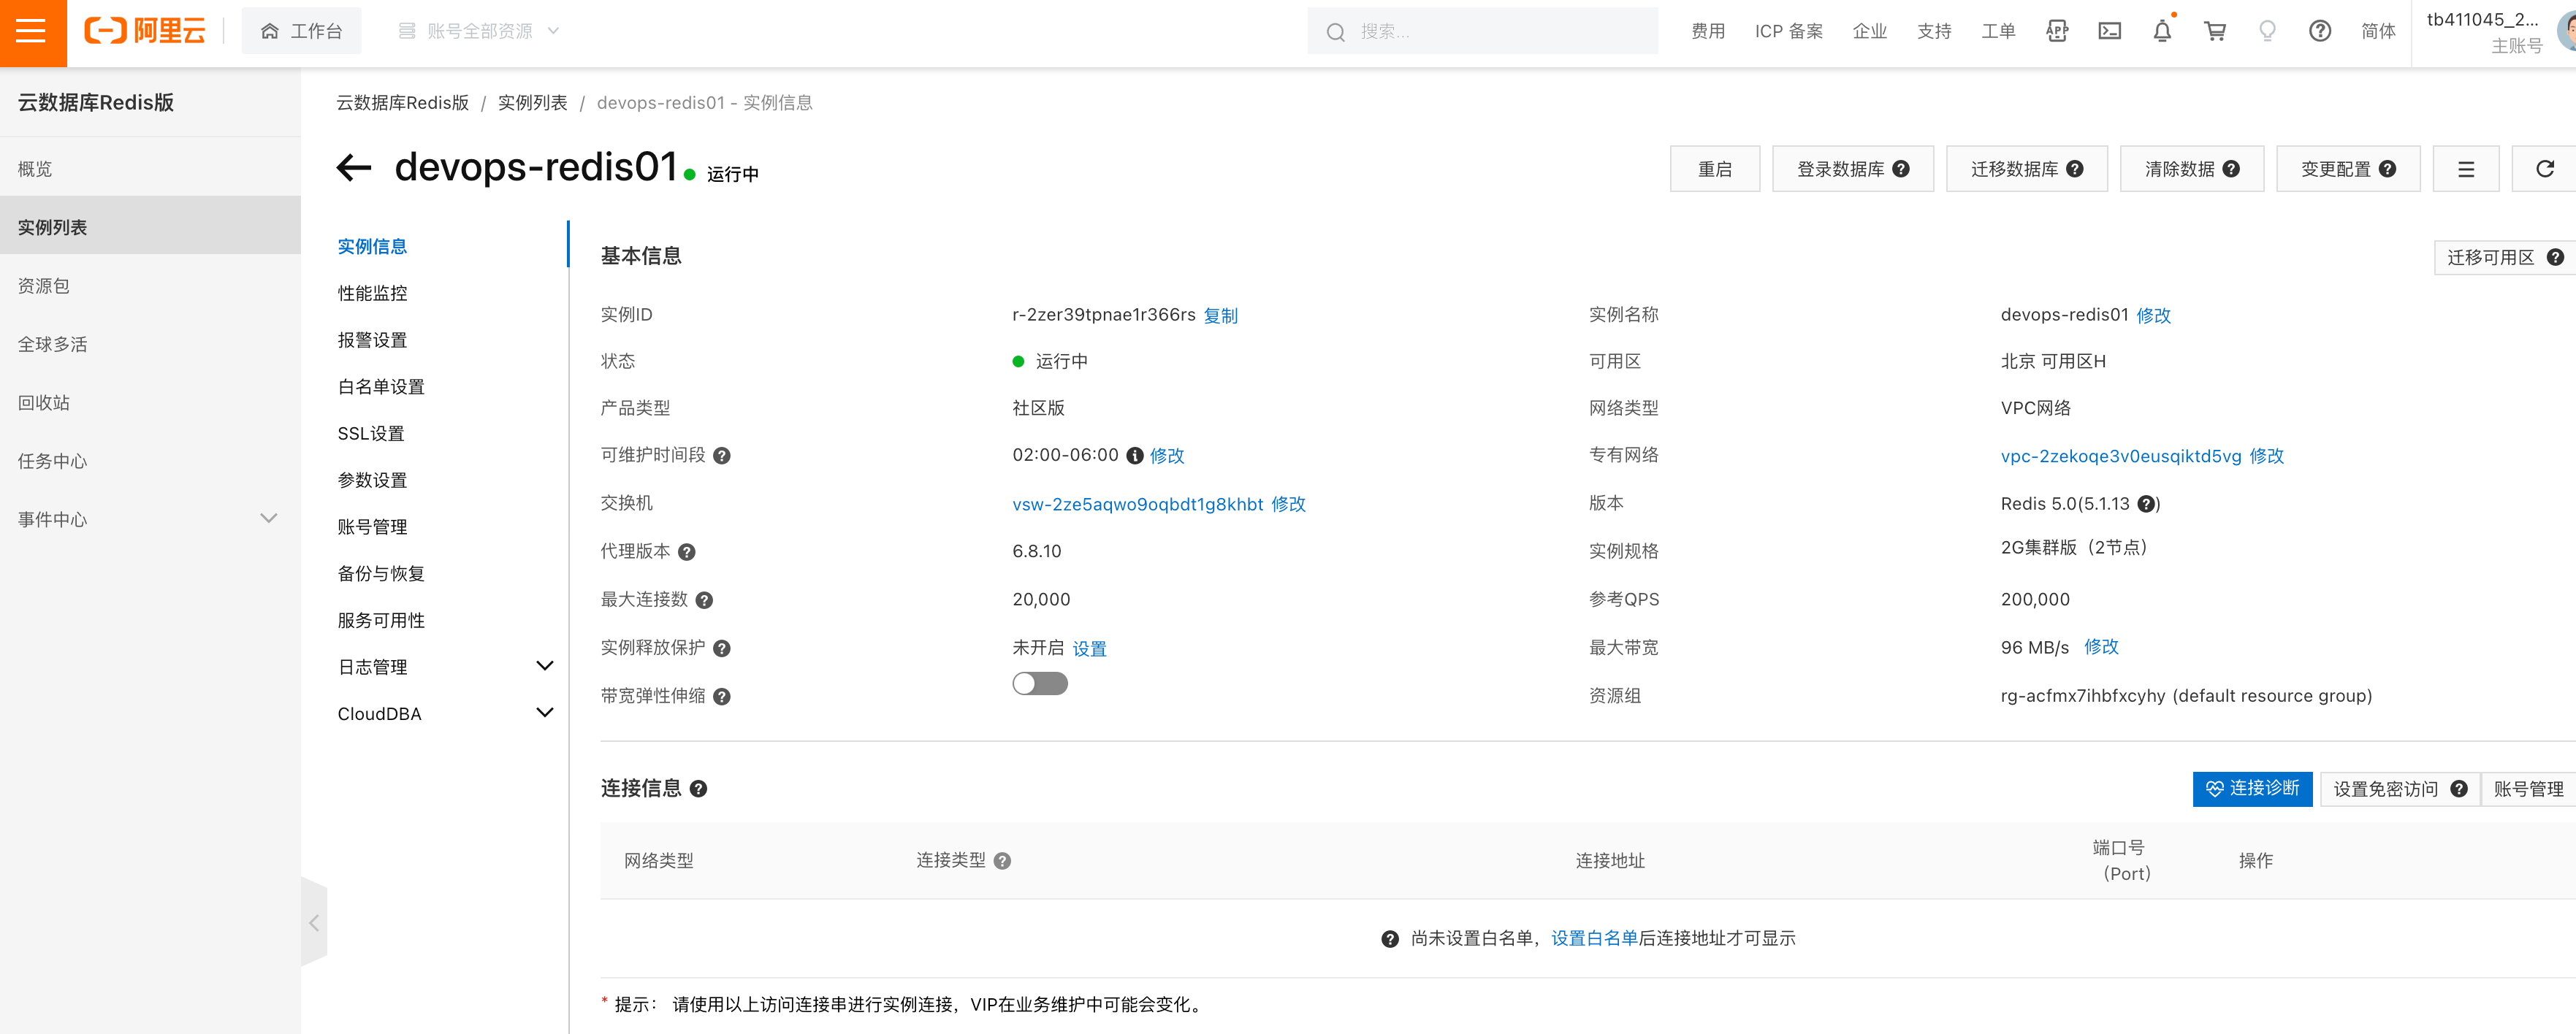 阿里云 工作台 账号全部资源 搜索... 费用 ICP 备案 企业 支持 工单 APP 简体 tb411045_2...
主账号
云数据库Redis版
概览
实例列表
资源包
全球多活
回收站
任务中心
事件中心
云数据库Redis版 / 实例列表 / devops-redis01 - 实例信息
devops-redis01 运行中
重启 登录数据库 迁移数据库 清除数据 变更配置
实例信息
性能监控
报警设置
白名单设置
SSL设置
参数设置
账号管理
备份与恢复
服务可用性
日志管理
CloudDBA
基本信息 迁移可用区
实例ID r-2zer39tpnae1r366rs 复制 实例名称 devops-redis01 修改
状态 运行中 可用区 北京 可用区H
产品类型 社区版 网络类型 VPC网络
可维护时间段 02:00-06:00 修改 专有网络 vpc-2zekoqe3v0eusqiktd5vg 修改
交换机 vsw-2ze5aqwo9oqbdt1g8khbt 修改 版本 Redis 5.0(5.1.13 )
代理版本 6.8.10 实例规格 2G集群版（2节点）
最大连接数 20,000 参考QPS 200,000
实例释放保护 未开启 设置 最大带宽 96 MB/s 修改
带宽弹性伸缩 资源组 rg-acfmx7ihbfxcyhy (default resource group)
连接信息 连接诊断 设置免密访问 账号管理
网络类型 连接类型 连接地址 端口号（Port） 操作
尚未设置白名单，设置白名单后连接地址才可显示
* 提示： 请使用以上访问连接串进行实例连接，VIP在业务维护中可能会变化。